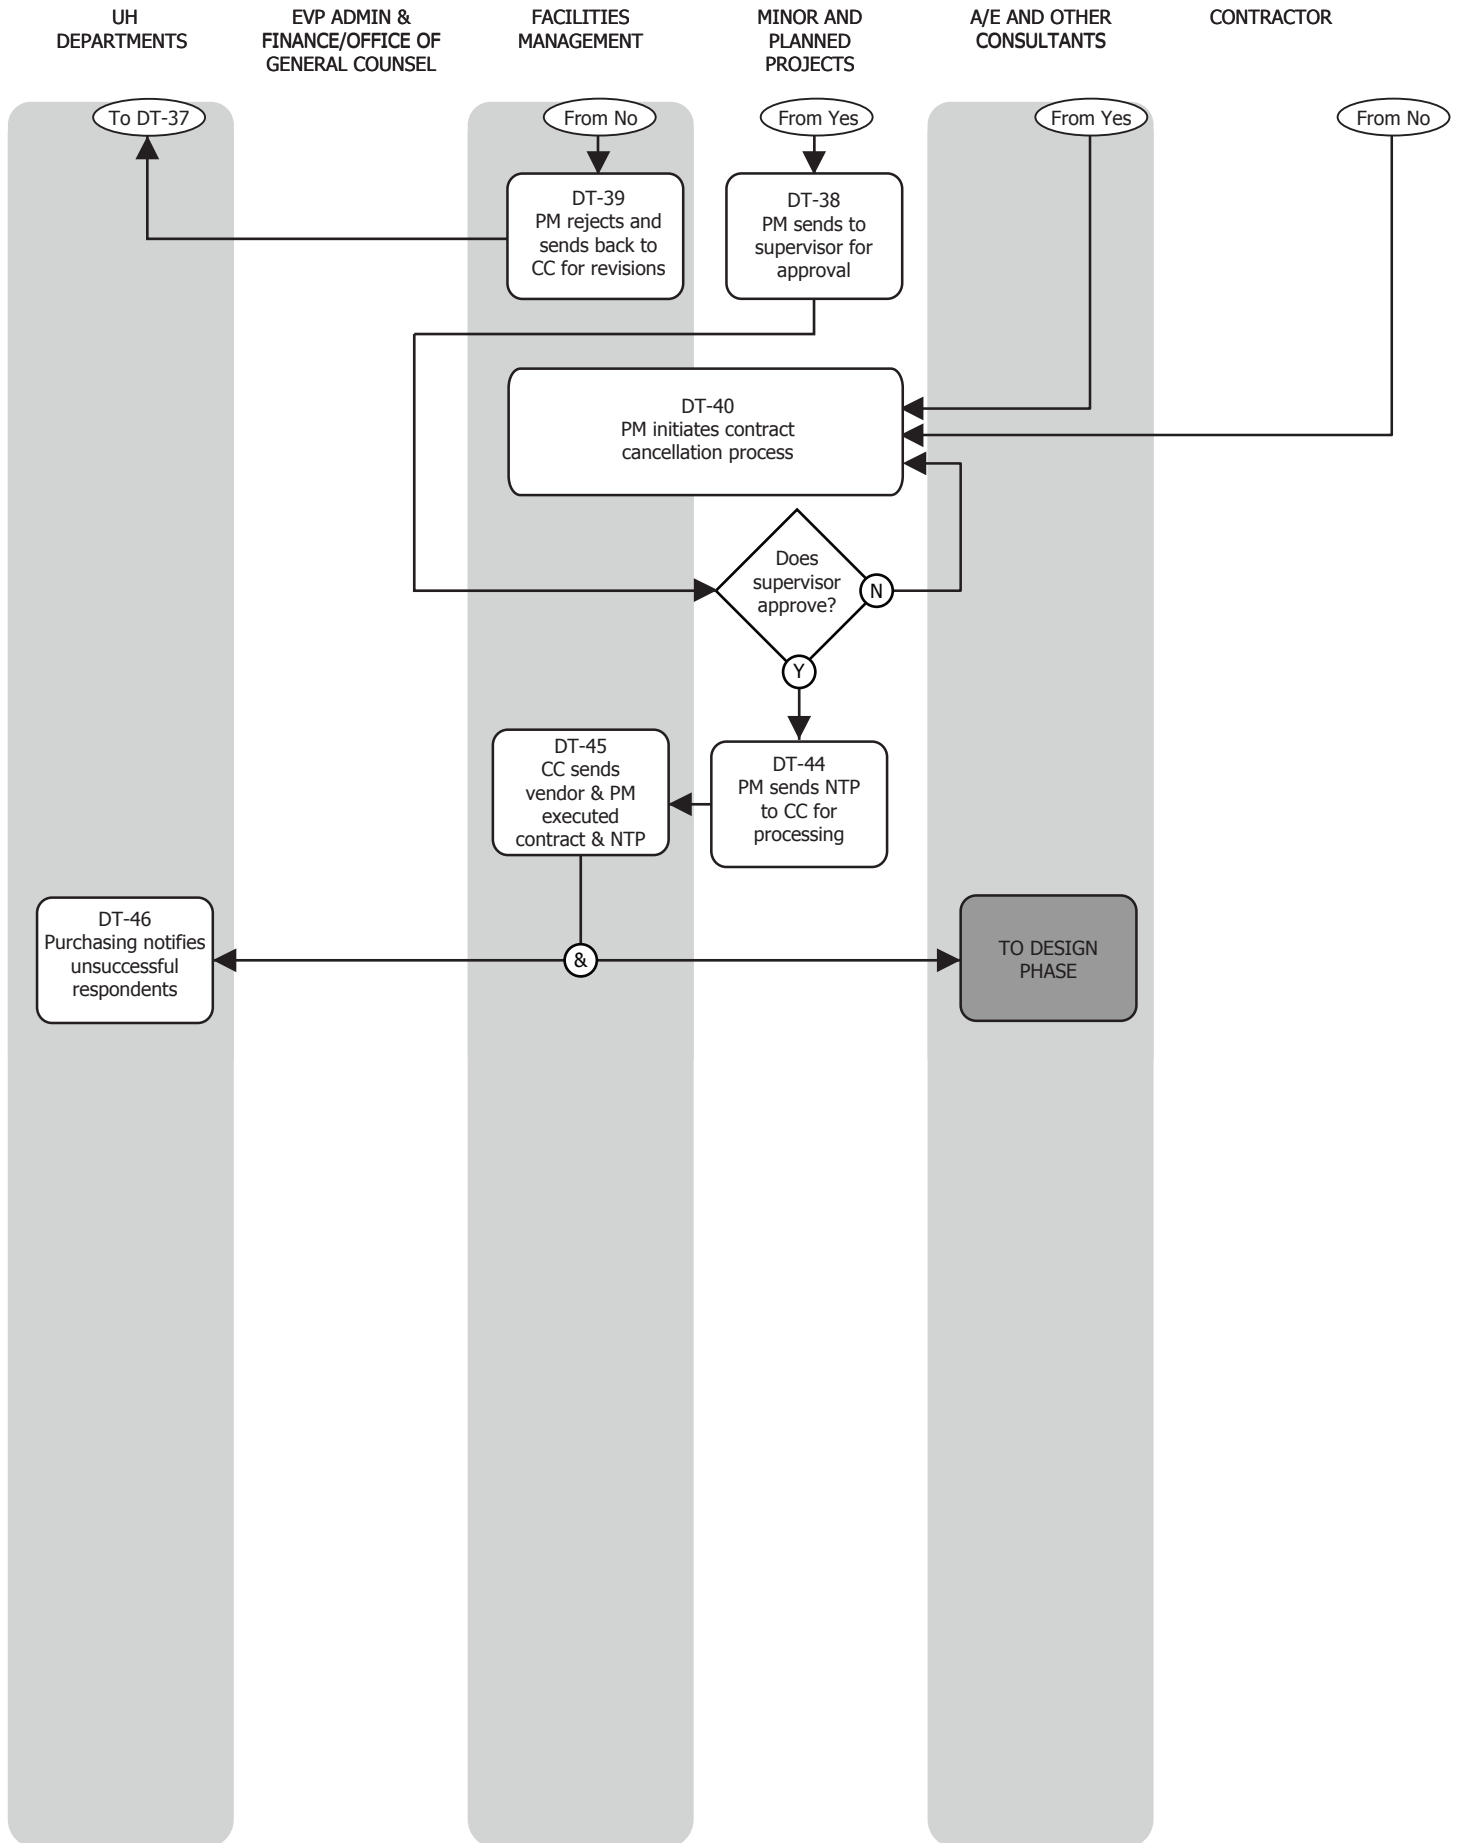 UH
DEPARTMENTS
EVP ADMIN &
FINANCE/OFFICE OF
GENERAL COUNSEL
FACILITIES
MANAGEMENT
MINOR AND
PLANNED
PROJECTS
A/E AND OTHER
CONSULTANTS
CONTRACTOR
To DT-37
From No
From Yes
From Yes
From No
DT-39
PM rejects and
sends back to
CC for revisions
DT-38
PM sends to
supervisor for
approval
DT-40
PM initiates contract
cancellation process
Does
supervisor
approve?
N
Y
DT-45
CC sends
vendor & PM
executed
contract & NTP
DT-44
PM sends NTP
to CC for
processing
DT-46
Purchasing notifies
unsuccessful
respondents
&
TO DESIGN
PHASE